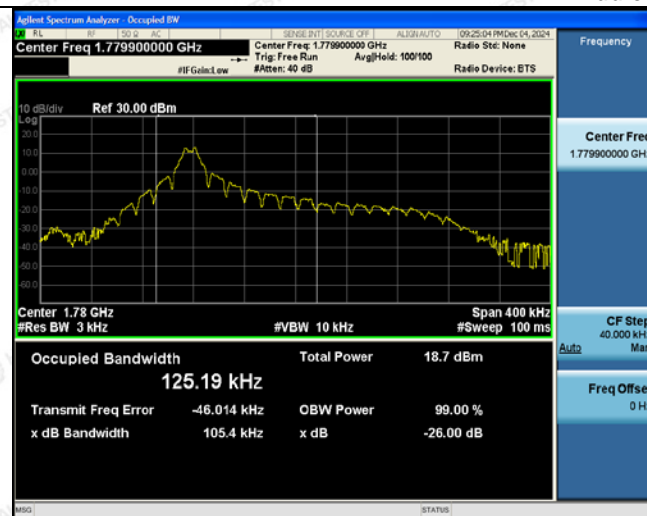 Agilent Spectrum Analyzer - Occupied BW
RL RF 50 Ω AC SENSE:INT SOURCE OFF ALIGN AUTO 09:25:04 PM Dec 04, 2024
Center Freq 1.779900000 GHz
Center Freq: 1.779900000 GHz
Radio Std: None
Trig: Free Run Avg|Hold: 100/100
#IFGain:Low #Atten: 40 dB Radio Device: BTS
Frequency
10 dB/div Ref 30.00 dBm
Log
20.0
10.0
0.00
-10.0
-20.0
-30.0
-40.0
-50.0
-60.0
Center Fre
1.779900000 GH
Center 1.78 GHz Span 400 kHz
#Res BW 3 kHz #VBW 10 kHz #Sweep 100 ms
CF Step
40.000 kH
Auto Ma
Occupied Bandwidth Total Power 18.7 dBm
125.19 kHz
Transmit Freq Error -46.014 kHz OBW Power 99.00 %
x dB Bandwidth 105.4 kHz x dB -26.00 dB
Freq Offse
0 H
MSG STATUS